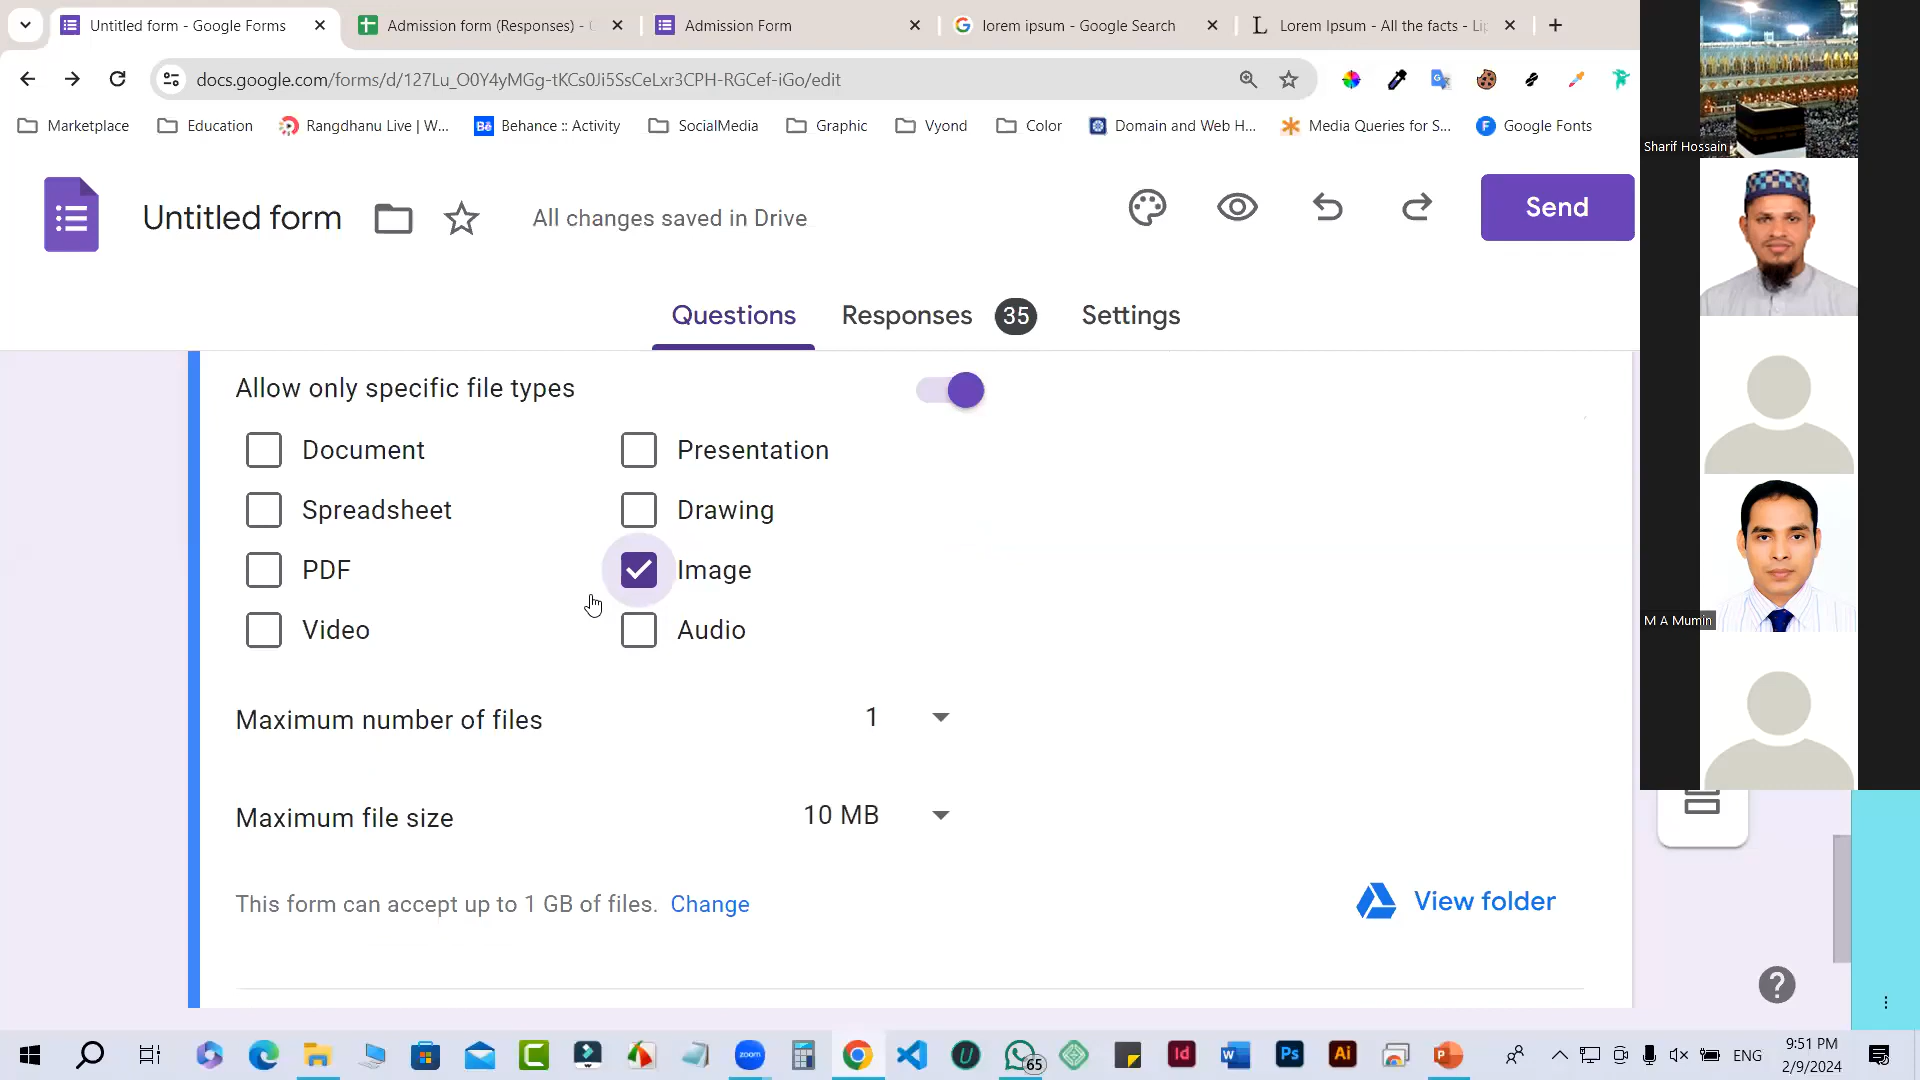 Untitled form - Google Forms
Admission form (Responses) -
Admission Form
lorem ipsum - Google Search
Lorem Ipsum - All the facts - Lip
docs.google.com/forms/d/127Lu_O0Y4yMGg-tKCs0Ji5SsCeLxr3CPH-RGCef-iGo/edit
Marketplace
Education
Rangdhanu Live | W...
Behance :: Activity
SocialMedia
Graphic
Vyond
Color
Domain and Web H...
Media Queries for S...
Google Fonts
Sharif Hossain
Untitled form
All changes saved in Drive
Send
Questions
Responses 35
Settings
Allow only specific file types
Document
Presentation
Spreadsheet
Drawing
PDF
Image
Video
Audio
M A Mumin
Maximum number of files
1
Maximum file size
10 MB
This form can accept up to 1 GB of files. Change
View folder
zoom
65
Id
Ps
Ai
ENG
9:51 PM
2/9/2024